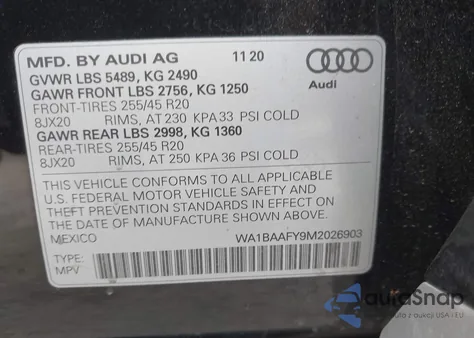 MFD. BY AUDI AG 11 20
GVWR LBS 5489, KG 2490
GAWR FRONT LBS 2756, KG 1250
FRONT-TIRES 255/45 R20
8JX20 RIMS, AT 230 KPA 33 PSI COLD
GAWR REAR LBS 2998, KG 1360
REAR-TIRES 255/45 R20
8JX20 RIMS, AT 250 KPA 36 PSI COLD
Audi
THIS VEHICLE CONFORMS TO ALL APPLICABLE
U.S. FEDERAL MOTOR VEHICLE SAFETY AND
THEFT PREVENTION STANDARDS IN EFFECT ON
THE DATE OF MANUFACTURE SHOWN ABOVE.
MEXICO WA1BAAFY9M2026903
TYPE:
MPV
auraSnap
z aukcji USA i EU